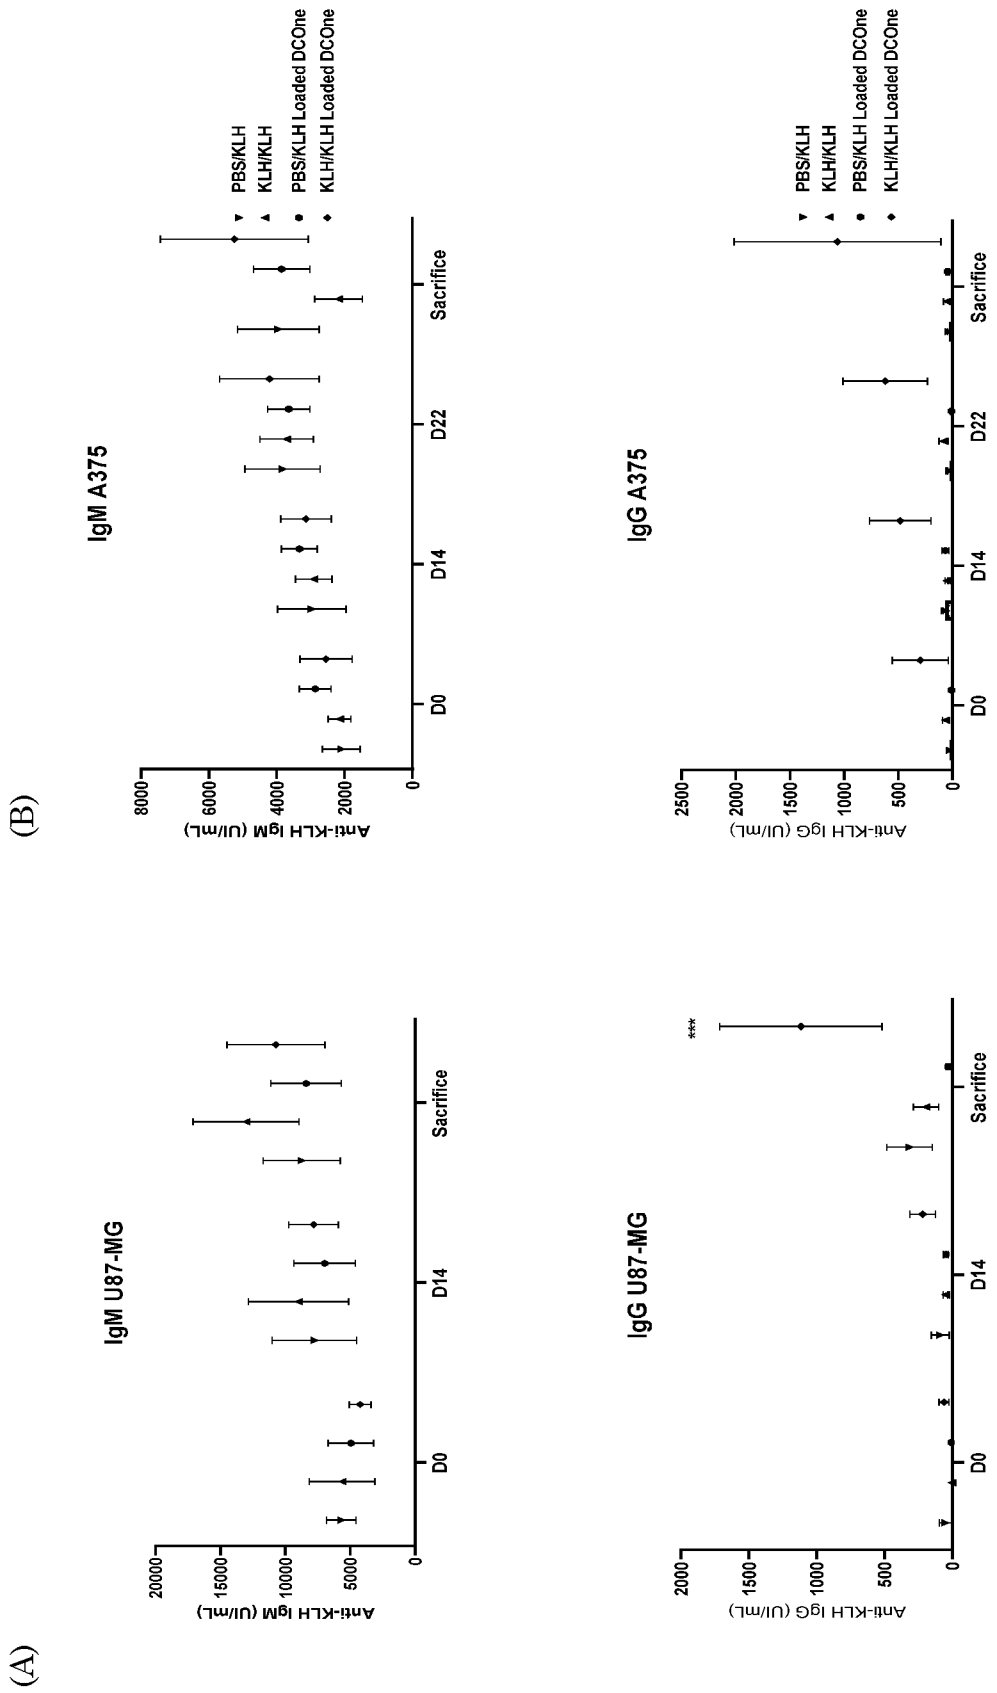 (A)
IgM U87-MG
20000
15000
10000
5000
0
Anti-KLH IgM (UI/mL)
D0
D14
Sacrifice
IgG U87-MG
2000
1500
1000
500
0
Anti-KLH IgG (UI/mL)
D0
D14
Sacrifice
***
(B)
IgM A375
8000
6000
4000
2000
0
Anti-KLH IgM (UI/mL)
D0
D14
D22
Sacrifice
PBS/KLH
KLH/KLH
PBS/KLH Loaded DCOne
KLH/KLH Loaded DCOne
IgG A375
2500
2000
1500
1000
500
0
Anti-KLH IgG (UI/mL)
D0
D14
D22
Sacrifice
PBS/KLH
KLH/KLH
PBS/KLH Loaded DCOne
KLH/KLH Loaded DCOne